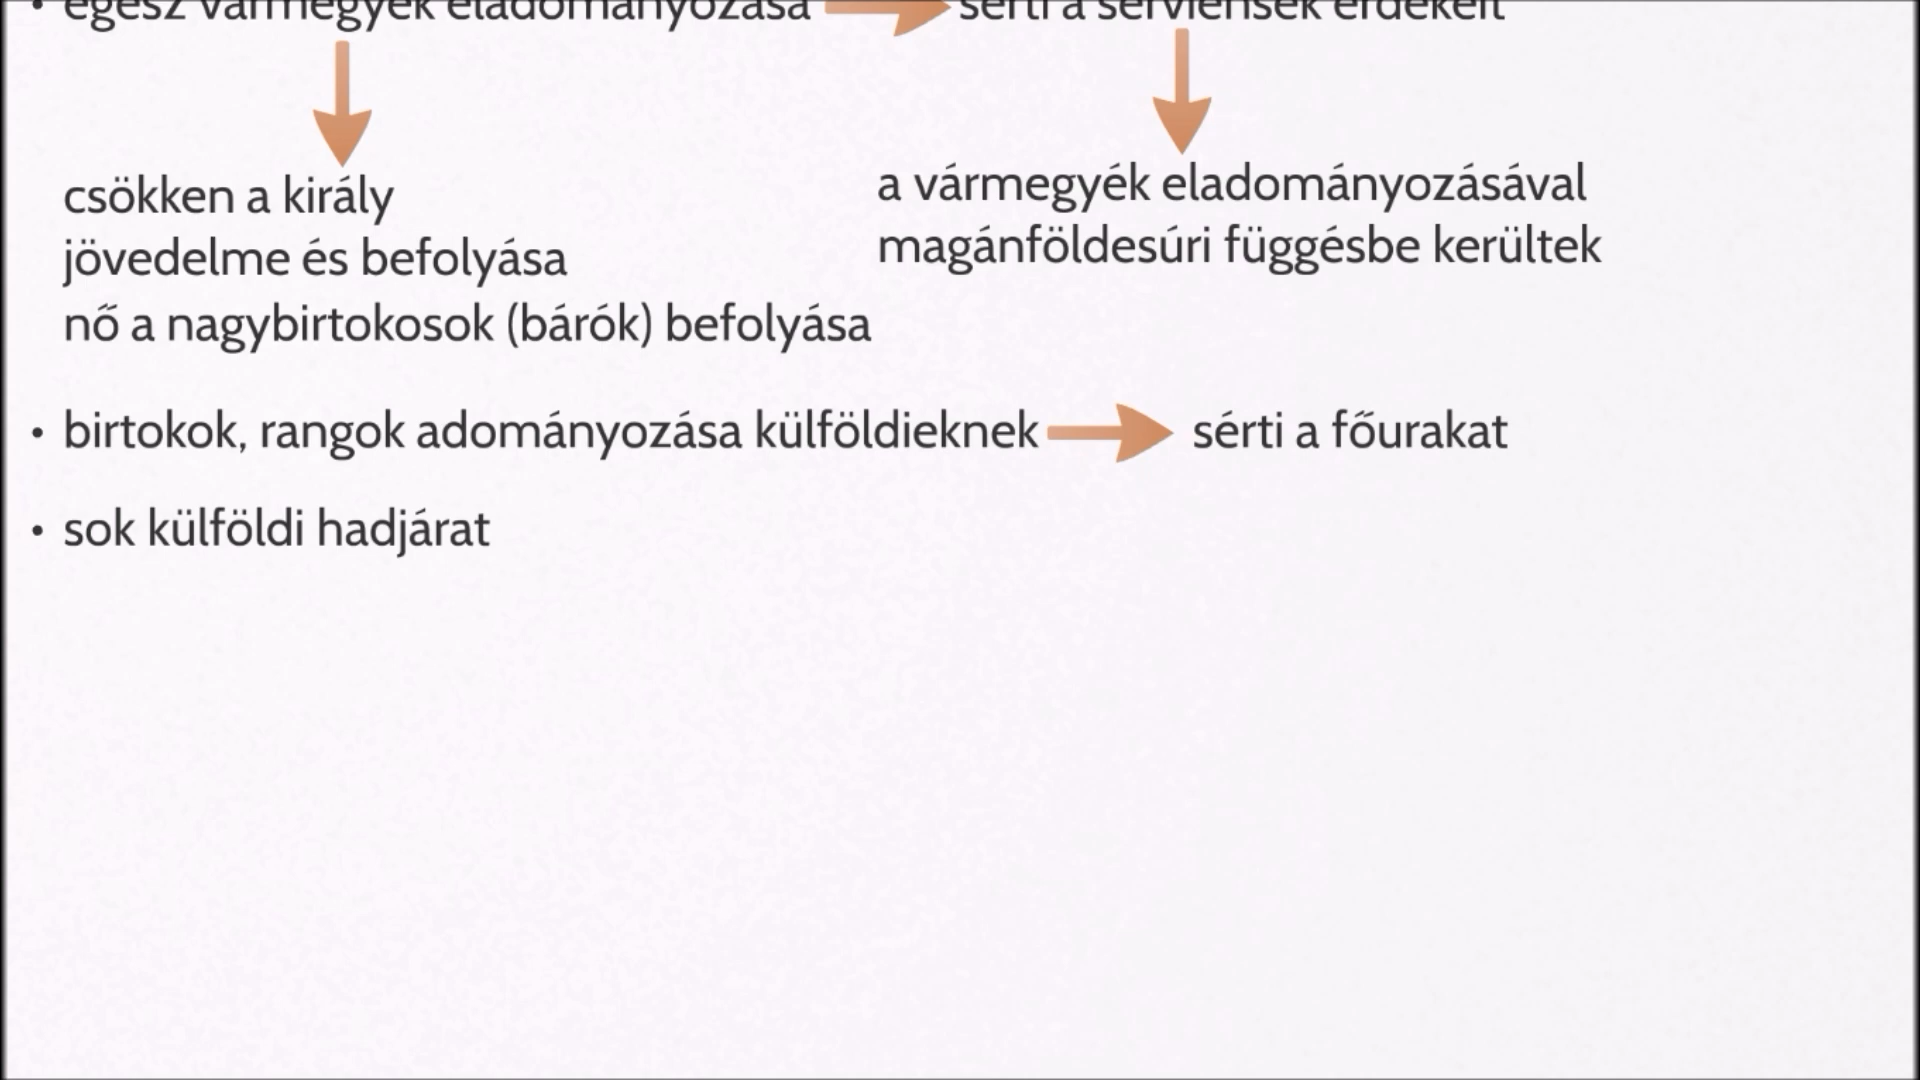 • egész vármegyék eladományozása sérti a serviensek érdekeit
csökken a király
jövedelme és befolyása
nő a nagybirtokosok (bárók) befolyása
a vármegyék eladományozásával
magánföldesúri függésbe kerültek
• birtokok, rangok adományozása külföldieknek sérti a főurakat
• sok külföldi hadjárat